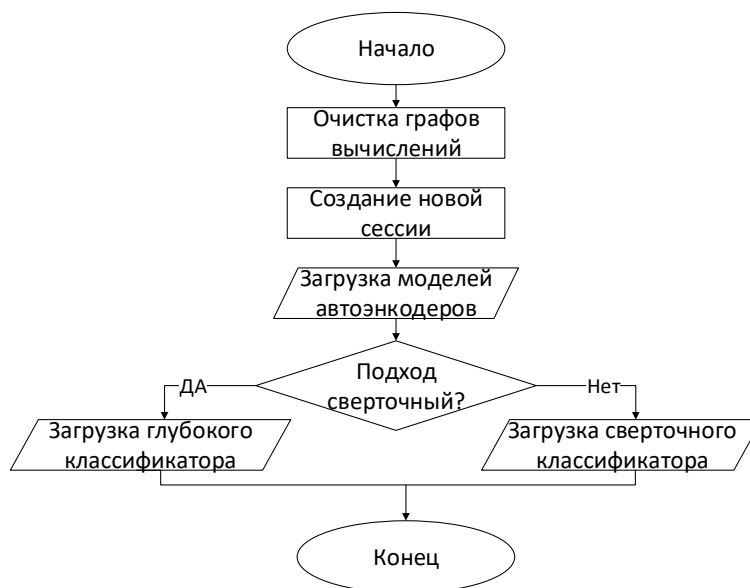 Начало
Очистка графов
вычислений
Создание новой
сессии
Загрузка моделей
автоэнкодеров
Подход
сверточный?
ДА
Нет
Загрузка глубокого
классификатора
Загрузка сверточного
классификатора
Конец